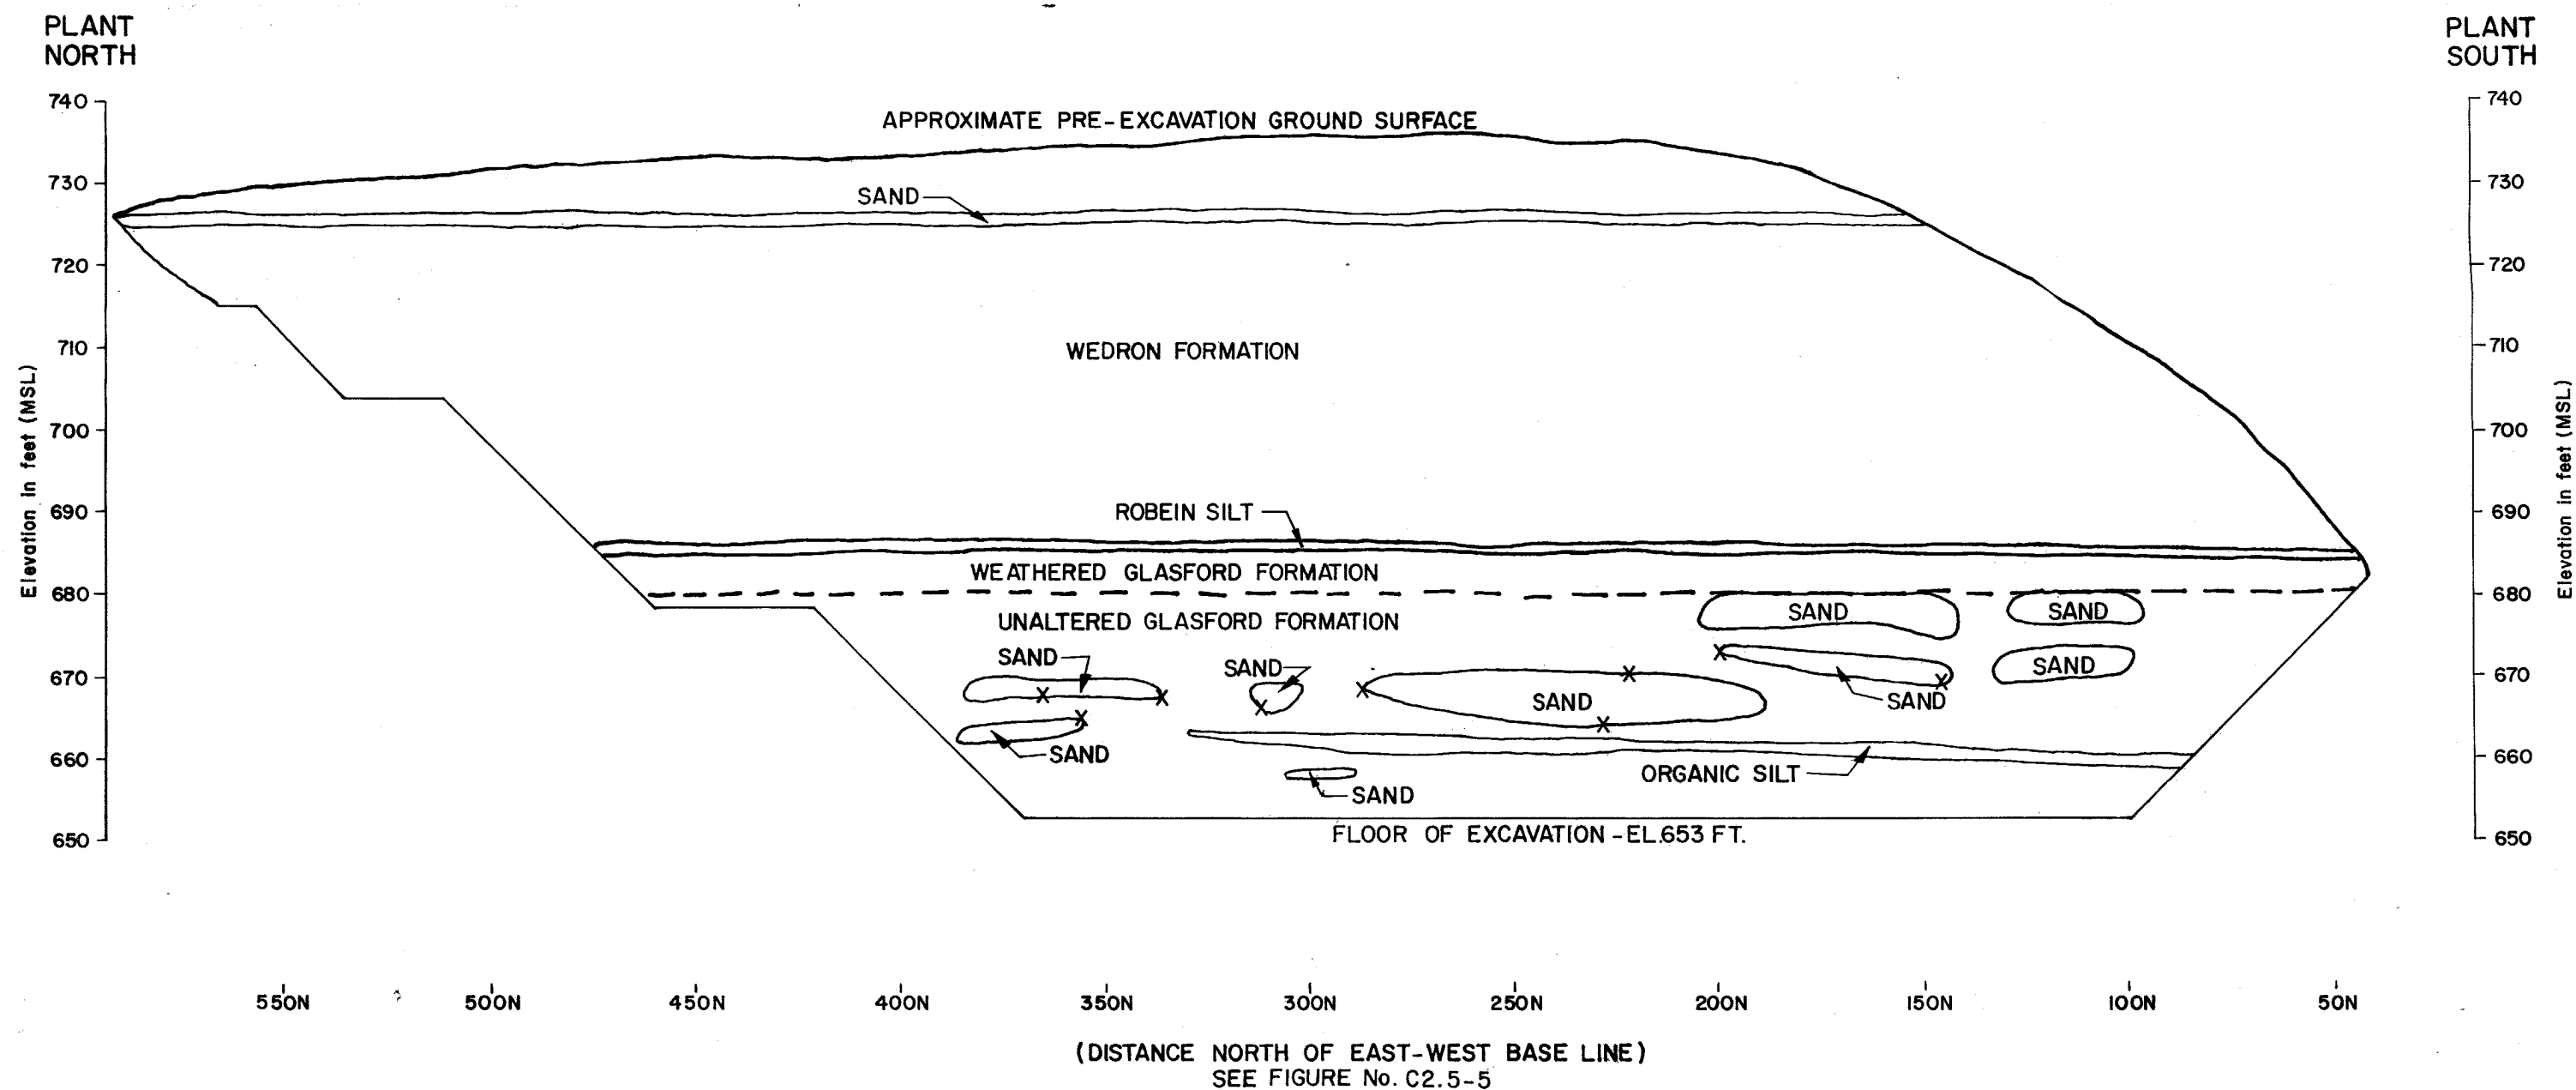 PLANT
NORTH
PLANT
SOUTH
740
730
720
710
700
690
680
670
660
650
Elevation in feet (MSL)
APPROXIMATE PRE-EXCAVATION GROUND SURFACE
SAND
WEDRON FORMATION
ROBEIN SILT
WEATHERED GLASFORD FORMATION
UNALTERED GLASFORD FORMATION
SAND
SAND
SAND
SAND
SAND
SAND
SAND
SAND
SAND
ORGANIC SILT
SAND
FLOOR OF EXCAVATION-EL.653 FT.
740
730
720
710
700
690
680
670
660
650
Elevation in feet (MSL)
550N 500N 450N 400N 350N 300N 250N 200N 150N 100N 50N
(DISTANCE NORTH OF EAST-WEST BASE LINE)
SEE FIGURE No. C2.5-5